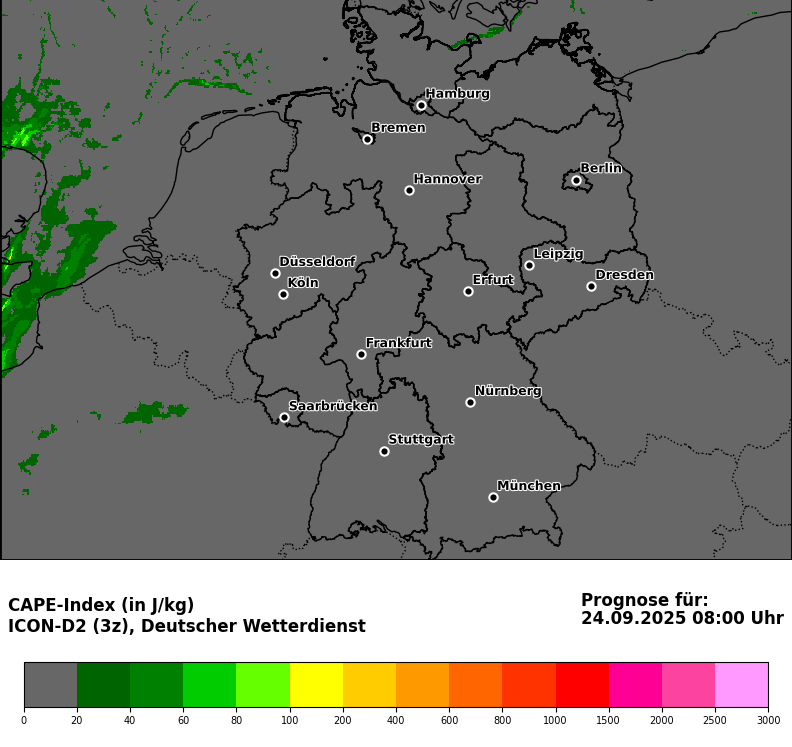 Hamburg
Bremen
Berlin
Hannover
Leipzig
Düsseldorf
Dresden
Köln
Erfurt
Frankfurt
Nürnberg
Saarbrücken
Stuttgart
München
CAPE-Index (in J/kg)
ICON-D2 (3z), Deutscher Wetterdienst
Prognose für:
24.09.2025 08:00 Uhr
0 20 40 60 80 100 200 400 600 800 1000 1500 2000 2500 3000